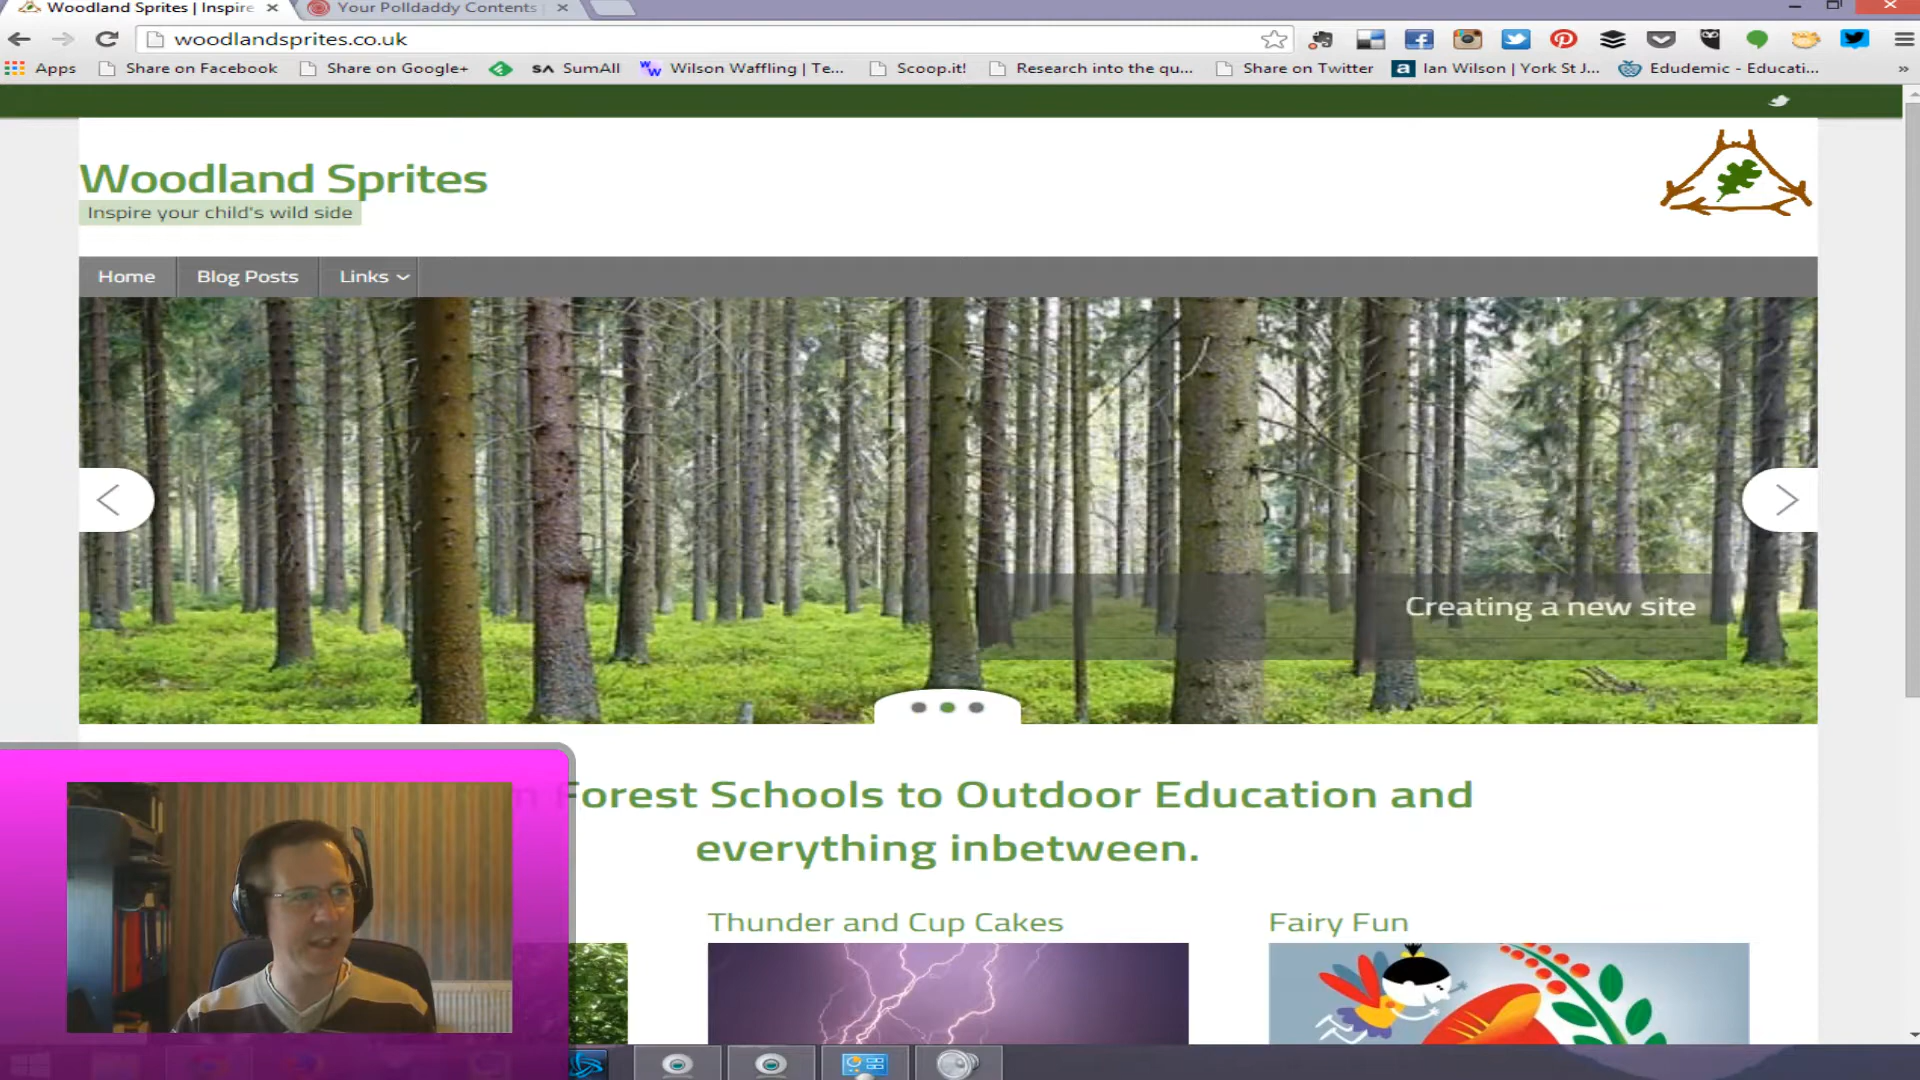 Woodland Sprites | Inspire
Your Polldaddy Contents
woodlandsprites.co.uk
Apps
Share on Facebook
Share on Google+
SA SumAll
Wilson Waffling | Te...
Scoop.it!
Research into the qu...
Share on Twitter
a Ian Wilson | York St J...
Edudemic - Educati...
»
Woodland Sprites
Inspire your child's wild side
Home
Blog Posts
Links
Creating a new site
Forest Schools to Outdoor Education and
everything inbetween.
Thunder and Cup Cakes
Fairy Fun